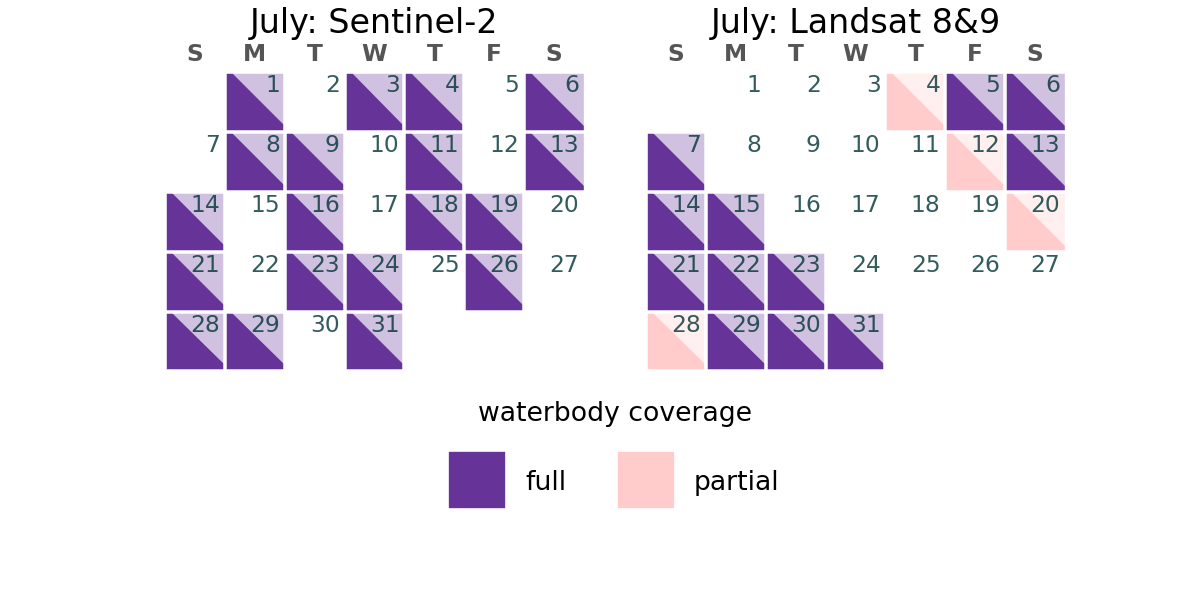 July: Sentinel-2
S M T W T F S
1 2 3 4 5 6
7 8 9 10 11 12 13
14 15 16 17 18 19 20
21 22 23 24 25 26 27
28 29 30 31
July: Landsat 8&9
S M T W T F S
1 2 3 4 5 6
7 8 9 10 11 12 13
14 15 16 17 18 19 20
21 22 23 24 25 26 27
28 29 30 31
waterbody coverage
full partial